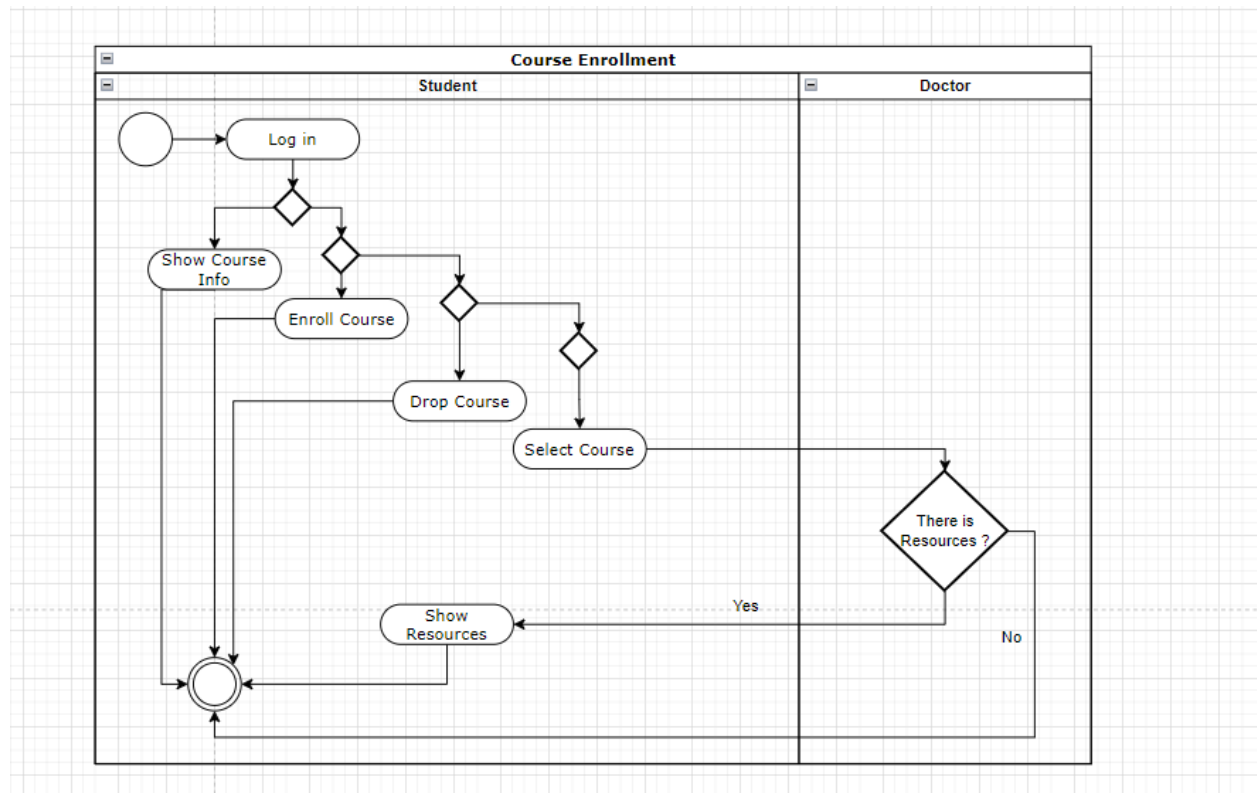 Course Enrollment
Student
Doctor
Log in
Show Course
Info
Enroll Course
Drop Course
Select Course
There is
Resources ?
Yes
Show
Resources
No